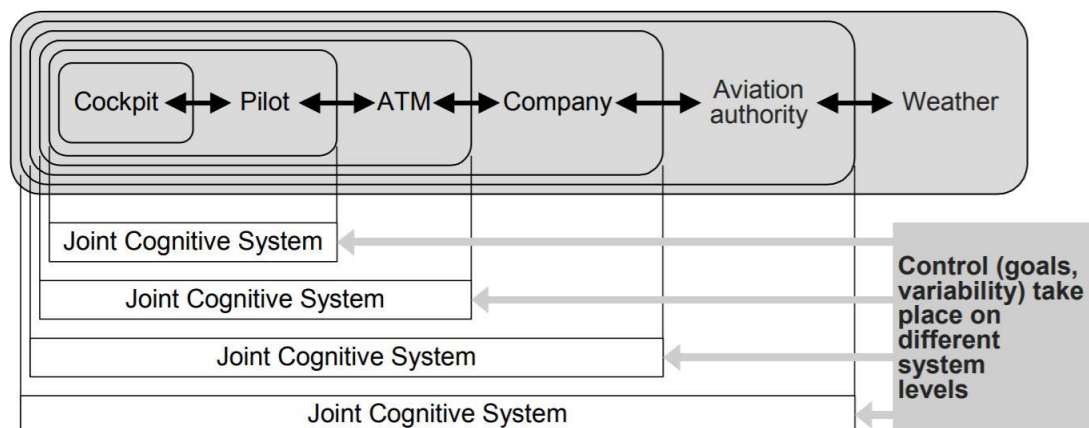 Cockpit
Pilot
ATM
Company
Aviation
authority
Weather
Joint Cognitive System
Joint Cognitive System
Joint Cognitive System
Joint Cognitive System
Control (goals,
variability) take
place on
different
system
levels